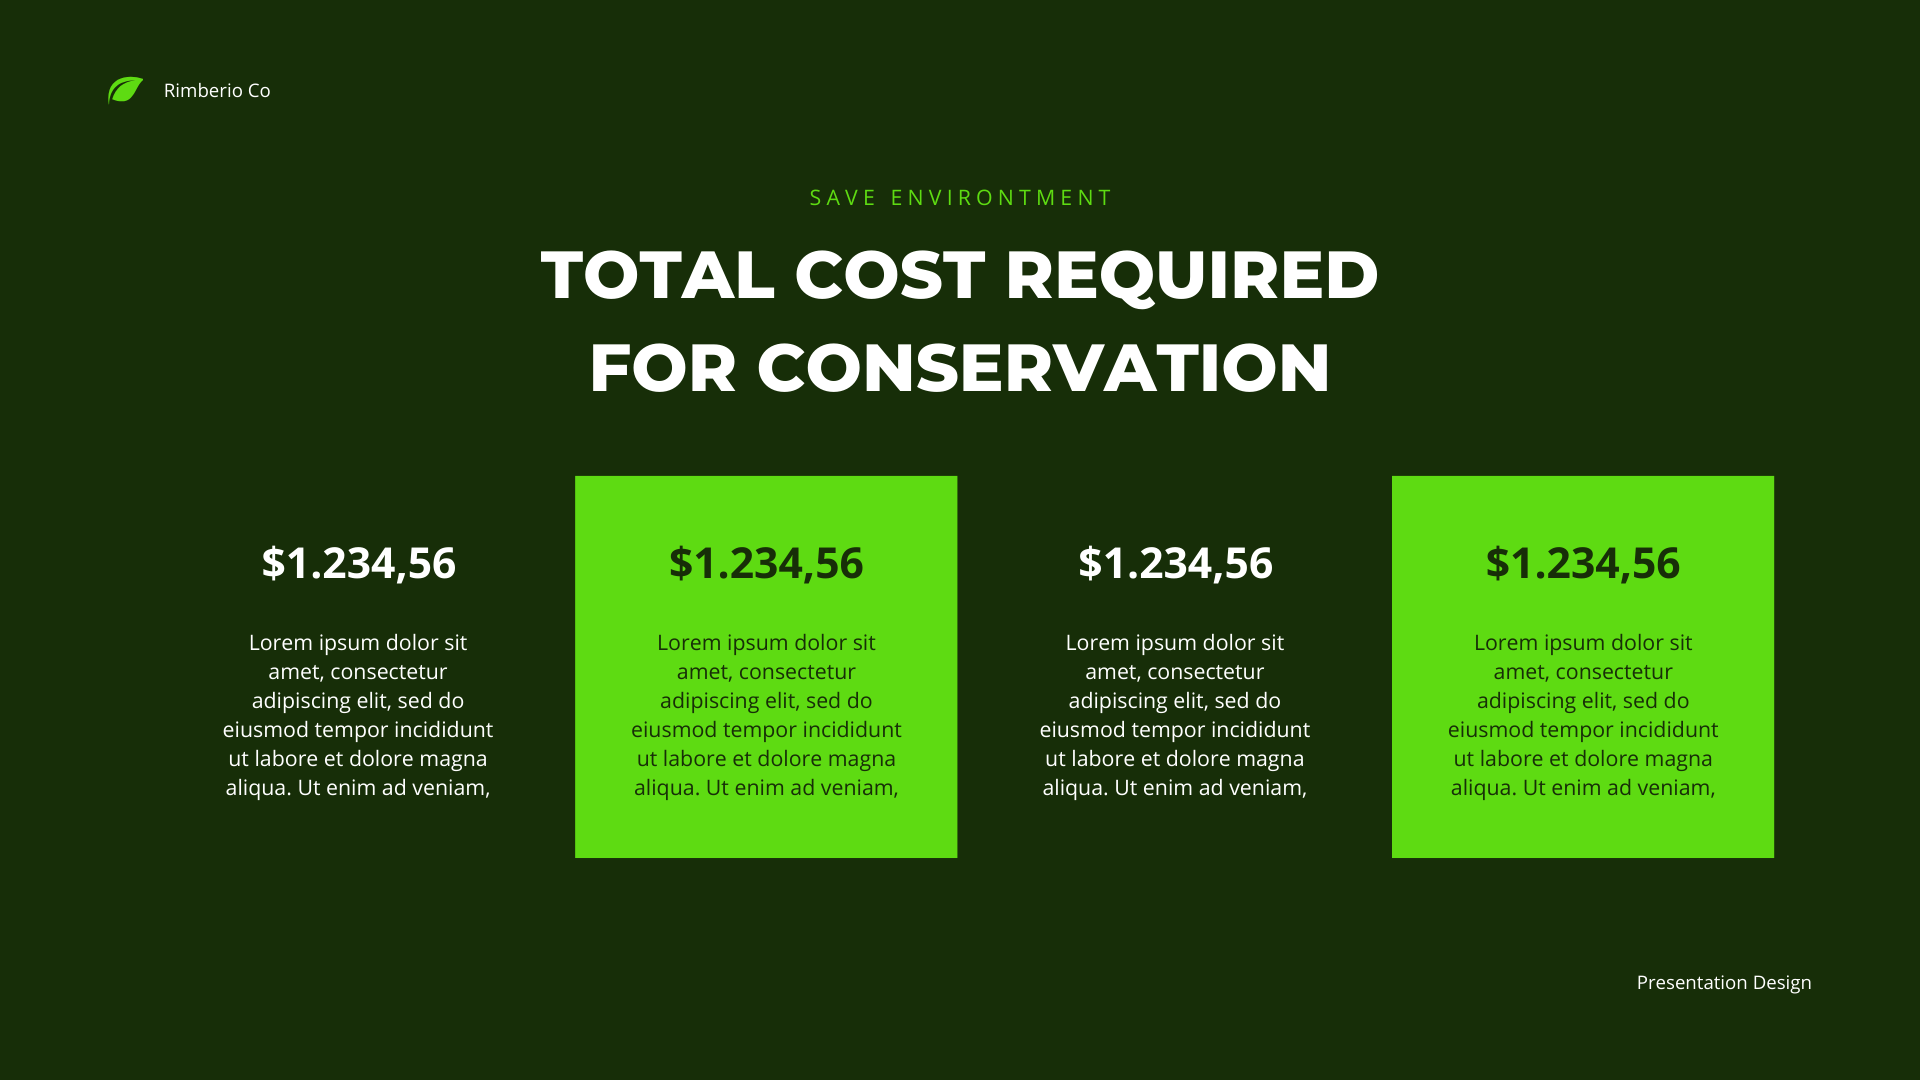 Rimberio Co
SAVE ENVIRONTMENT
TOTAL COST REQUIRED
FOR CONSERVATION
$1.234,56
Lorem ipsum dolor sit
amet, consectetur
adipiscing elit, sed do
eiusmod tempor incididunt
ut labore et dolore magna
aliqua. Ut enim ad veniam,
$1.234,56
Lorem ipsum dolor sit
amet, consectetur
adipiscing elit, sed do
eiusmod tempor incididunt
ut labore et dolore magna
aliqua. Ut enim ad veniam,
$1.234,56
Lorem ipsum dolor sit
amet, consectetur
adipiscing elit, sed do
eiusmod tempor incididunt
ut labore et dolore magna
aliqua. Ut enim ad veniam,
$1.234,56
Lorem ipsum dolor sit
amet, consectetur
adipiscing elit, sed do
eiusmod tempor incididunt
ut labore et dolore magna
aliqua. Ut enim ad veniam,
Presentation Design